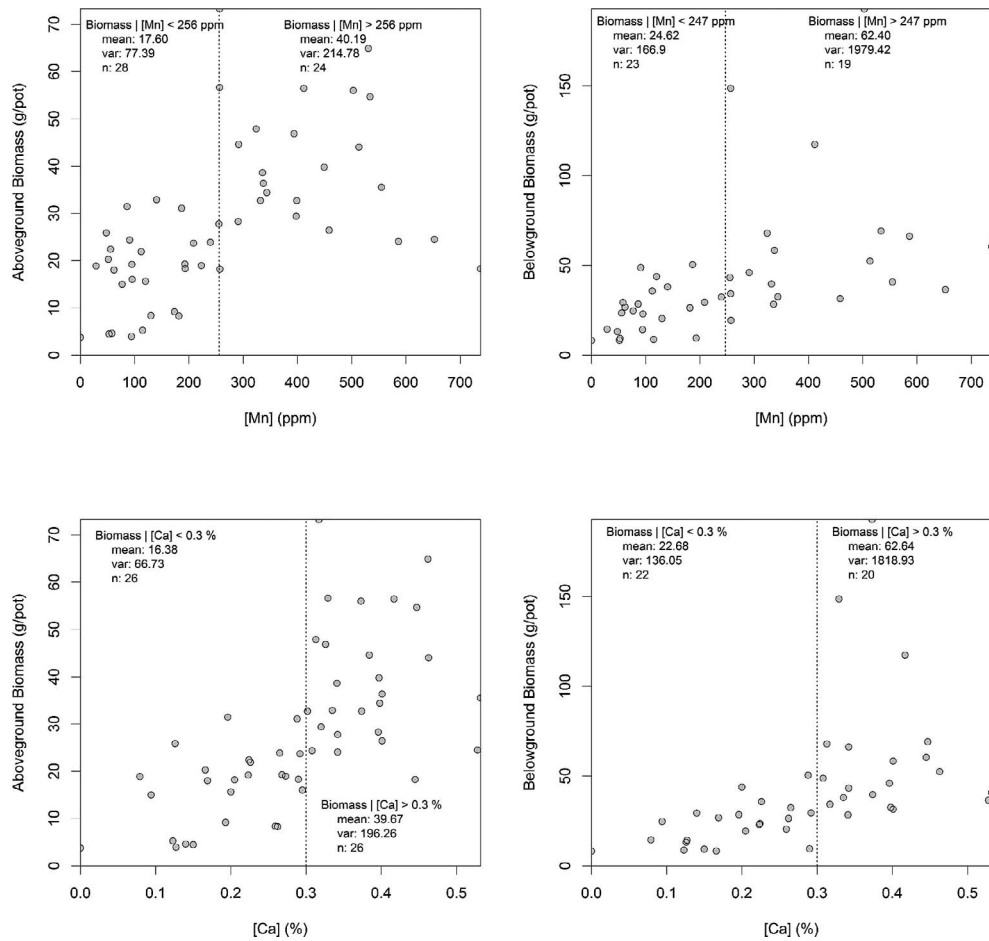 Biomass | [Mn] < 256 ppm
mean: 17.60
var: 77.39
n: 28
Biomass | [Mn] > 256 ppm
mean: 40.19
var: 214.78
n: 24
Aboveground Biomass (g/pot)
70
60
50
40
30
20
10
0
0 100 200 300 400 500 600 700
[Mn] (ppm)
Biomass | [Mn] < 247 ppm
mean: 24.62
var: 166.9
n: 23
Biomass | [Mn] > 247 ppm
mean: 62.40
var: 1979.42
n: 19
Belowground Biomass (g/pot)
150
100
50
0
0 100 200 300 400 500 600 700
[Mn] (ppm)
Biomass | [Ca] < 0.3 %
mean: 16.38
var: 66.73
n: 26
Biomass | [Ca] > 0.3 %
mean: 39.67
var: 196.26
n: 26
Aboveground Biomass (g/pot)
70
60
50
40
30
20
10
0
0.0 0.1 0.2 0.3 0.4 0.5
[Ca] (%)
Biomass | [Ca] < 0.3 %
mean: 22.68
var: 136.05
n: 22
Biomass | [Ca] > 0.3 %
mean: 62.64
var: 1818.93
n: 20
Belowground Biomass (g/pot)
150
100
50
0
0.0 0.1 0.2 0.3 0.4 0.5
[Ca] (%)